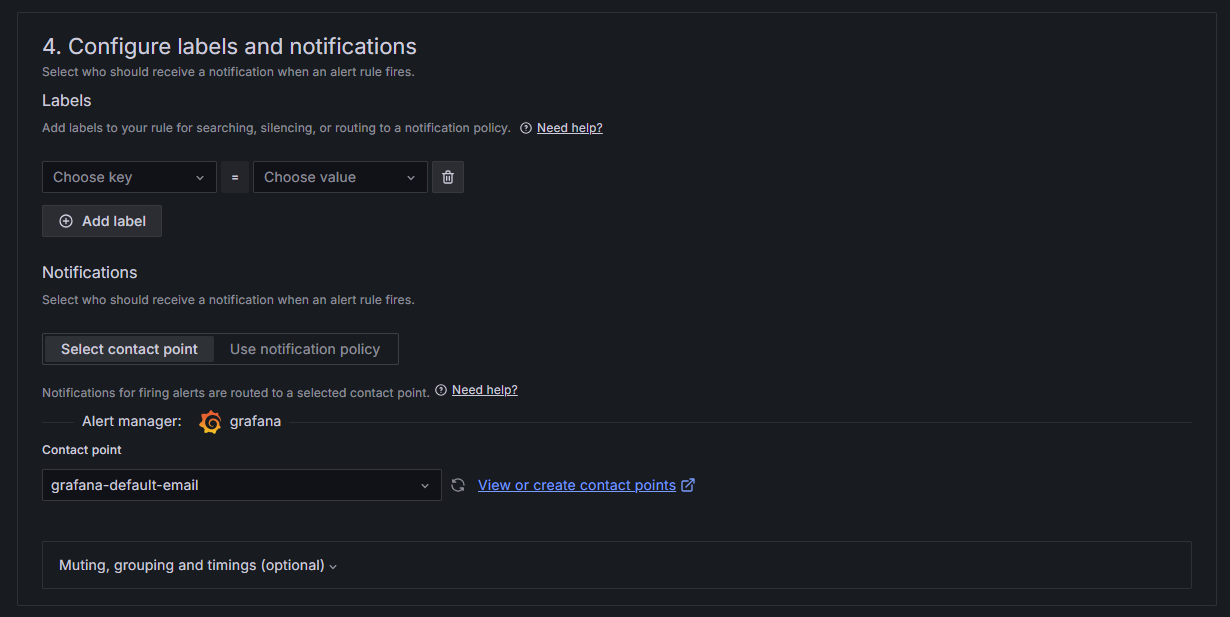 4. Configure labels and notifications
Select who should receive a notification when an alert rule fires.
Labels
Add labels to your rule for searching, silencing, or routing to a notification policy. Need help?
Choose key = Choose value
Add label
Notifications
Select who should receive a notification when an alert rule fires.
Select contact point Use notification policy
Notifications for firing alerts are routed to a selected contact point. Need help?
Alert manager: grafana
Contact point
grafana-default-email View or create contact points
Muting, grouping and timings (optional)